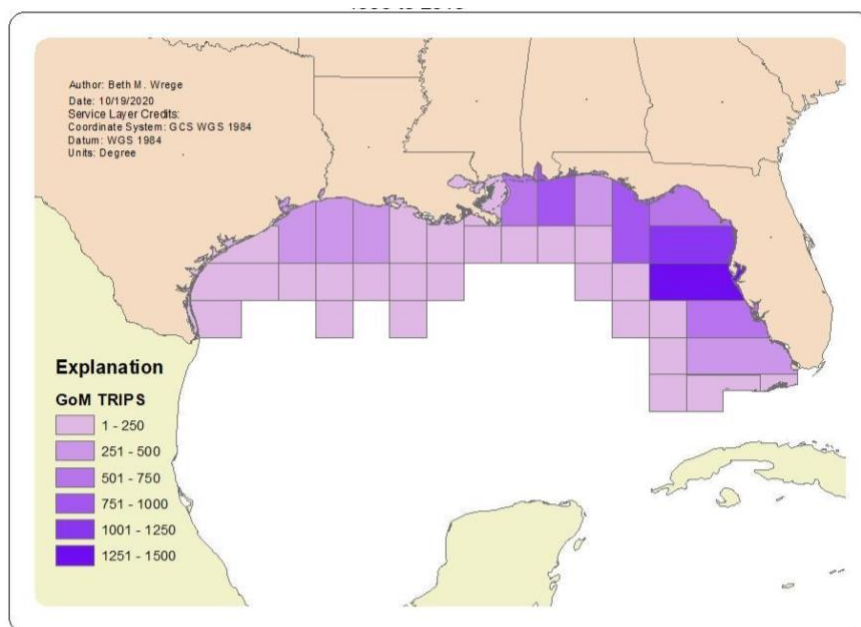 Author: Beth M. Wrege
Date: 10/19/2020
Service Layer Credits:
Coordinate System: GCS WGS 1984
Datum: WGS 1984
Units: Degree
Explanation
GoM TRIPS
1 - 250
251 - 500
501 - 750
751 - 1000
1001 - 1250
1251 - 1500